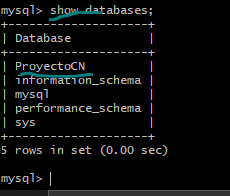 mysql> show databases;
+--------------------+
| Database           |
+--------------------+
| ProyectoCN         |
| information_schema |
| mysql              |
| performance_schema |
| sys                |
+--------------------+
5 rows in set (0.00 sec)
mysql>